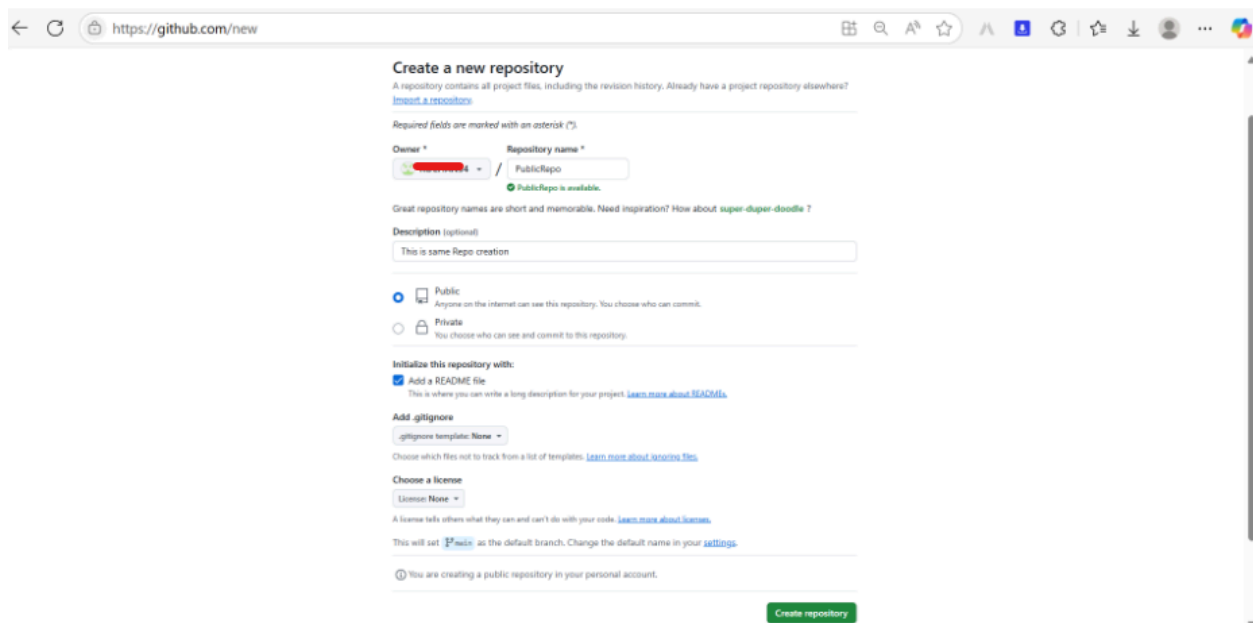 https://github.com/new
Create a new repository
A repository contains all project files, including the revision history. Already have a project repository elsewhere?
Import a repository.
Required fields are marked with an asterisk (*).
Owner * Repository name *
/ PublicRepo
PublicRepo is available.
Great repository names are short and memorable. Need inspiration? How about super-duper-doodle ?
Description (optional)
This is same Repo creation
Public
Anyone on the internet can see this repository. You choose who can commit.
Private
You choose who can see and commit to this repository.
Initialize this repository with:
Add a README file
This is where you can write a long description for your project. Learn more about READMEs.
Add .gitignore
.gitignore template: None
Choose which files not to track from a list of templates. Learn more about ignoring files.
Choose a license
License: None
A license tells others what they can and can't do with your code. Learn more about licenses.
This will set main as the default branch. Change the default name in your settings.
You are creating a public repository in your personal account.
Create repository